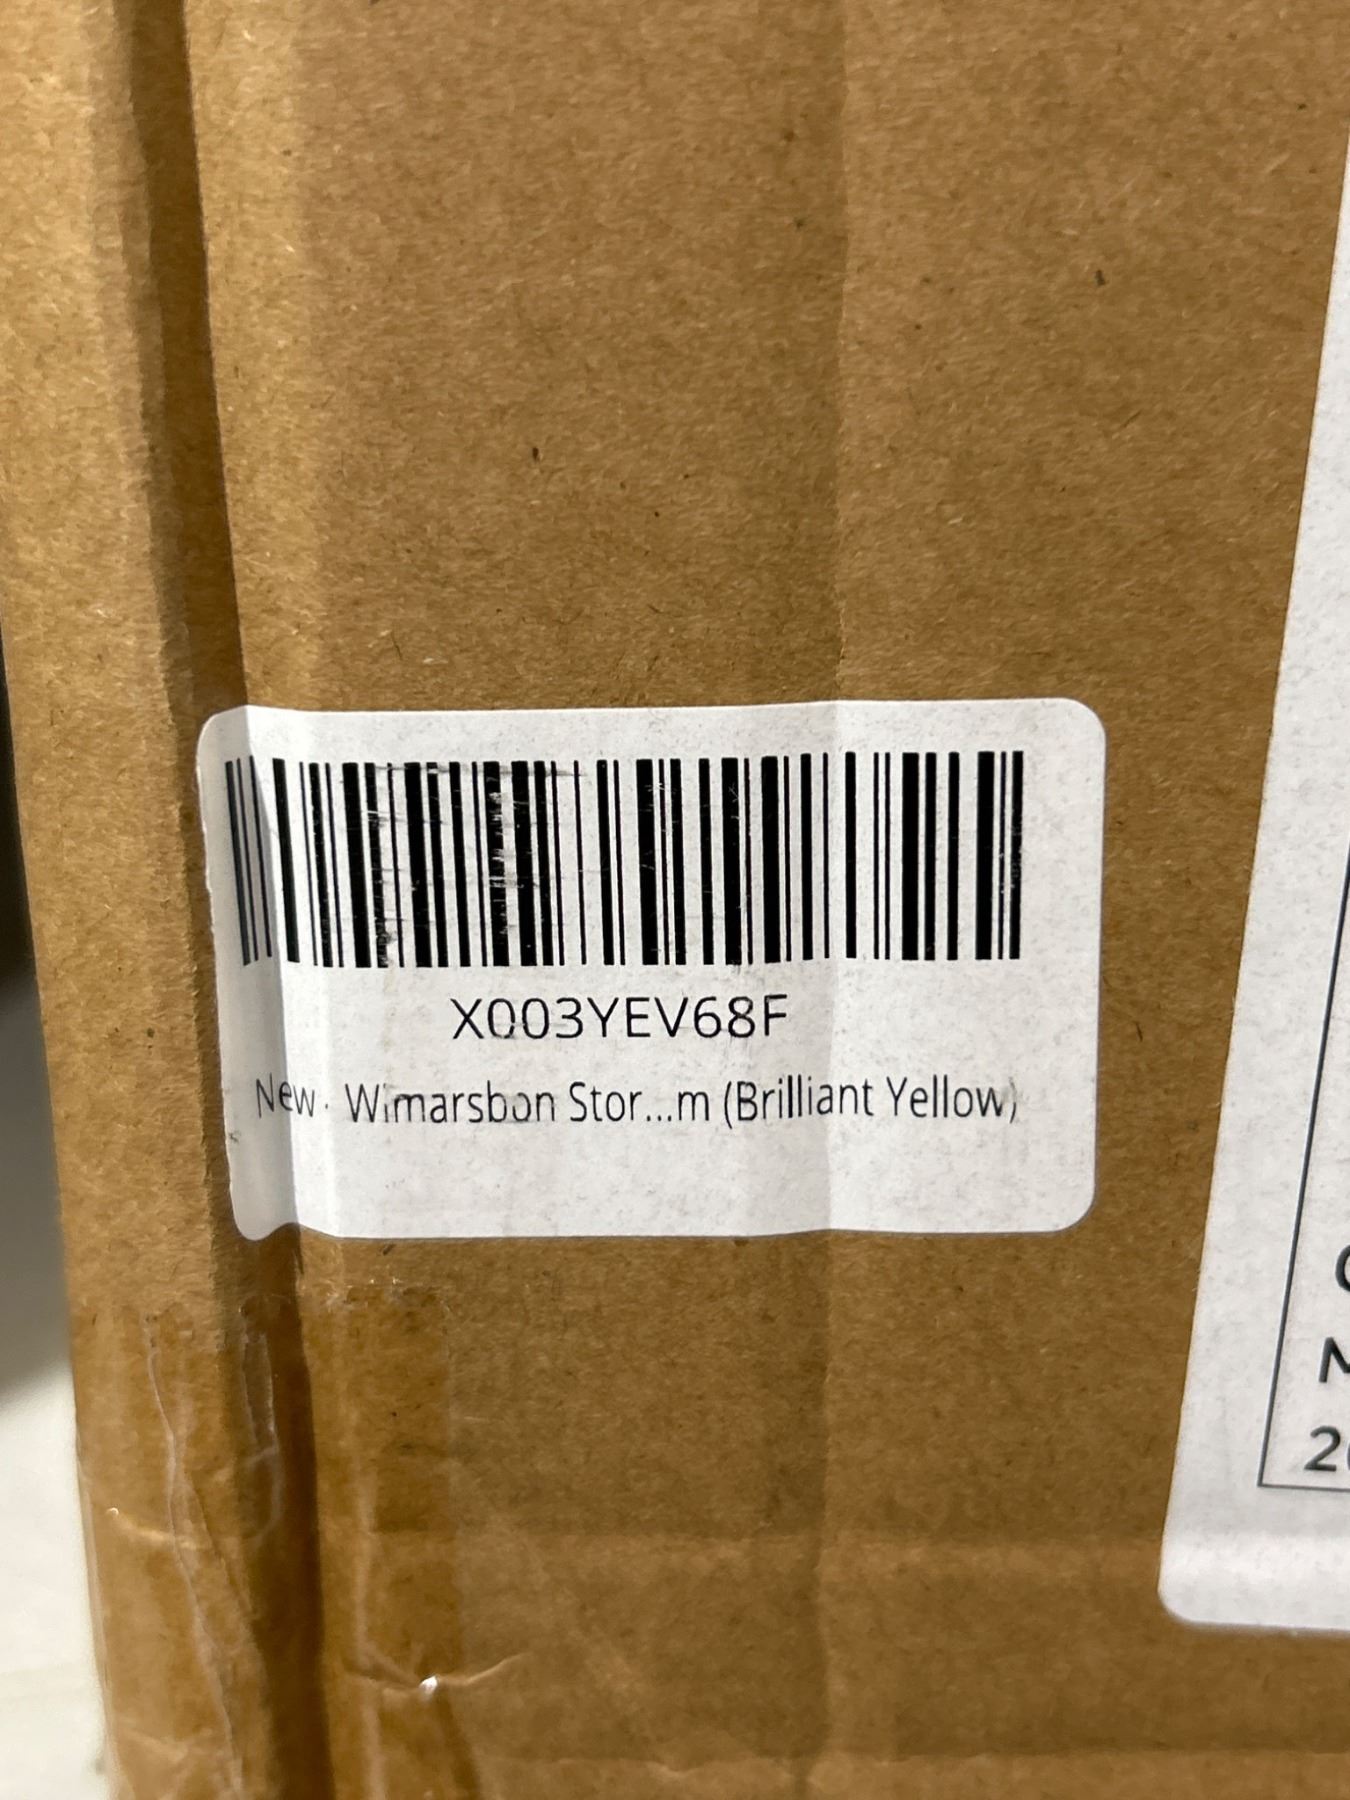 X003YEV68F
New - Wimarsbon Stor...m (Brilliant Yellow)